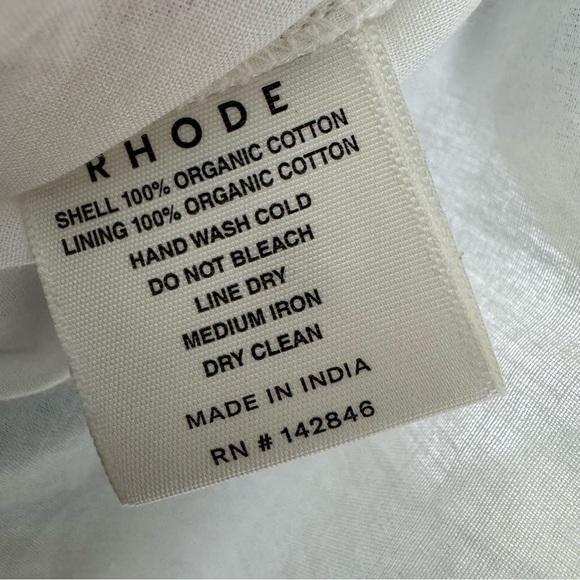 RHODE
SHELL 100% ORGANIC COTTON
LINING 100% ORGANIC COTTON
HAND WASH COLD
DO NOT BLEACH
LINE DRY
MEDIUM IRON
DRY CLEAN
MADE IN INDIA
RN # 142846